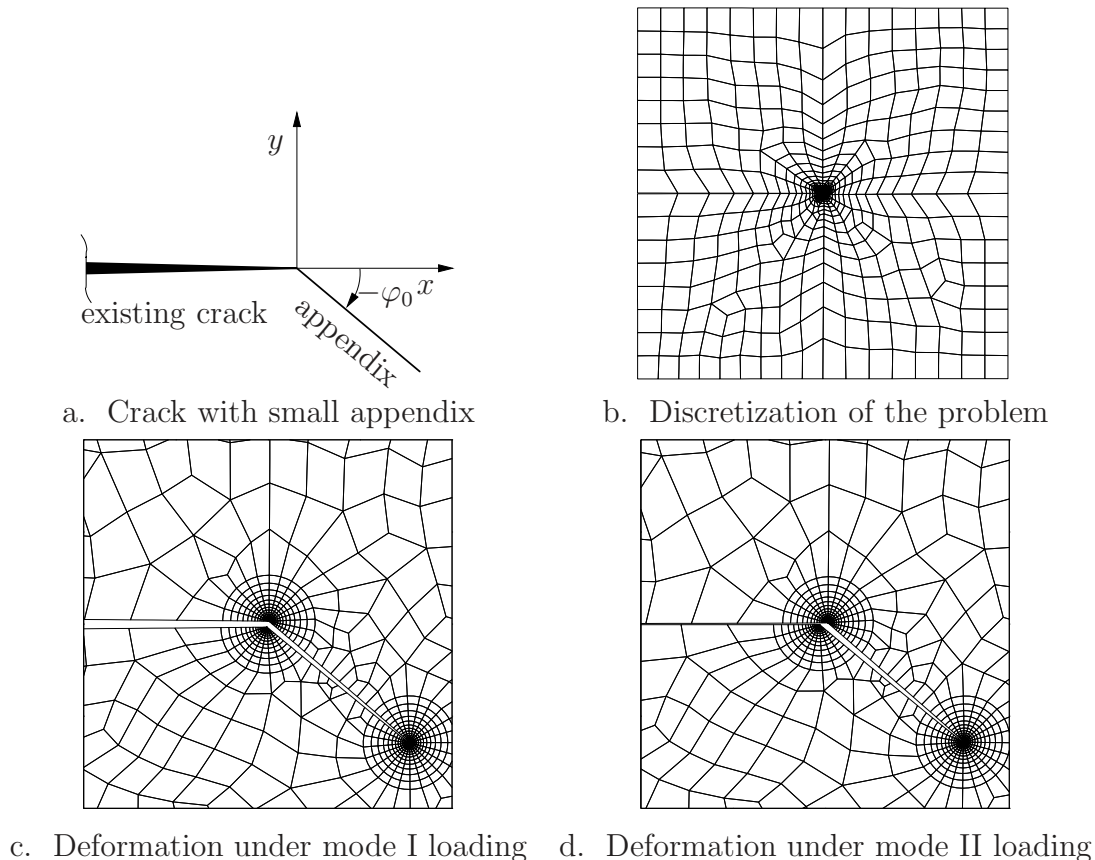 y
−φ₀ x
existing crack
appendix
a. Crack with small appendix
b. Discretization of the problem
c. Deformation under mode I loading
d. Deformation under mode II loading